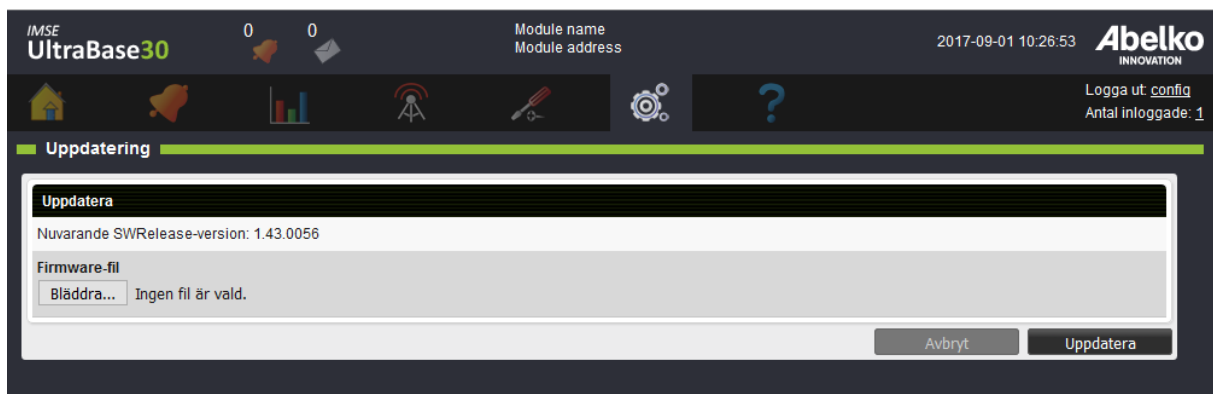 IMSE
UltraBase30
0
0
Module name
Module address
2017-09-01 10:26:53
Abelko
INNOVATION
Logga ut: config
Antal inloggade: 1
Uppdatering
Uppdatera
Nuvarande SWRelease-version: 1.43.0056
Firmware-fil
Bläddra... Ingen fil är vald.
Avbryt
Uppdatera